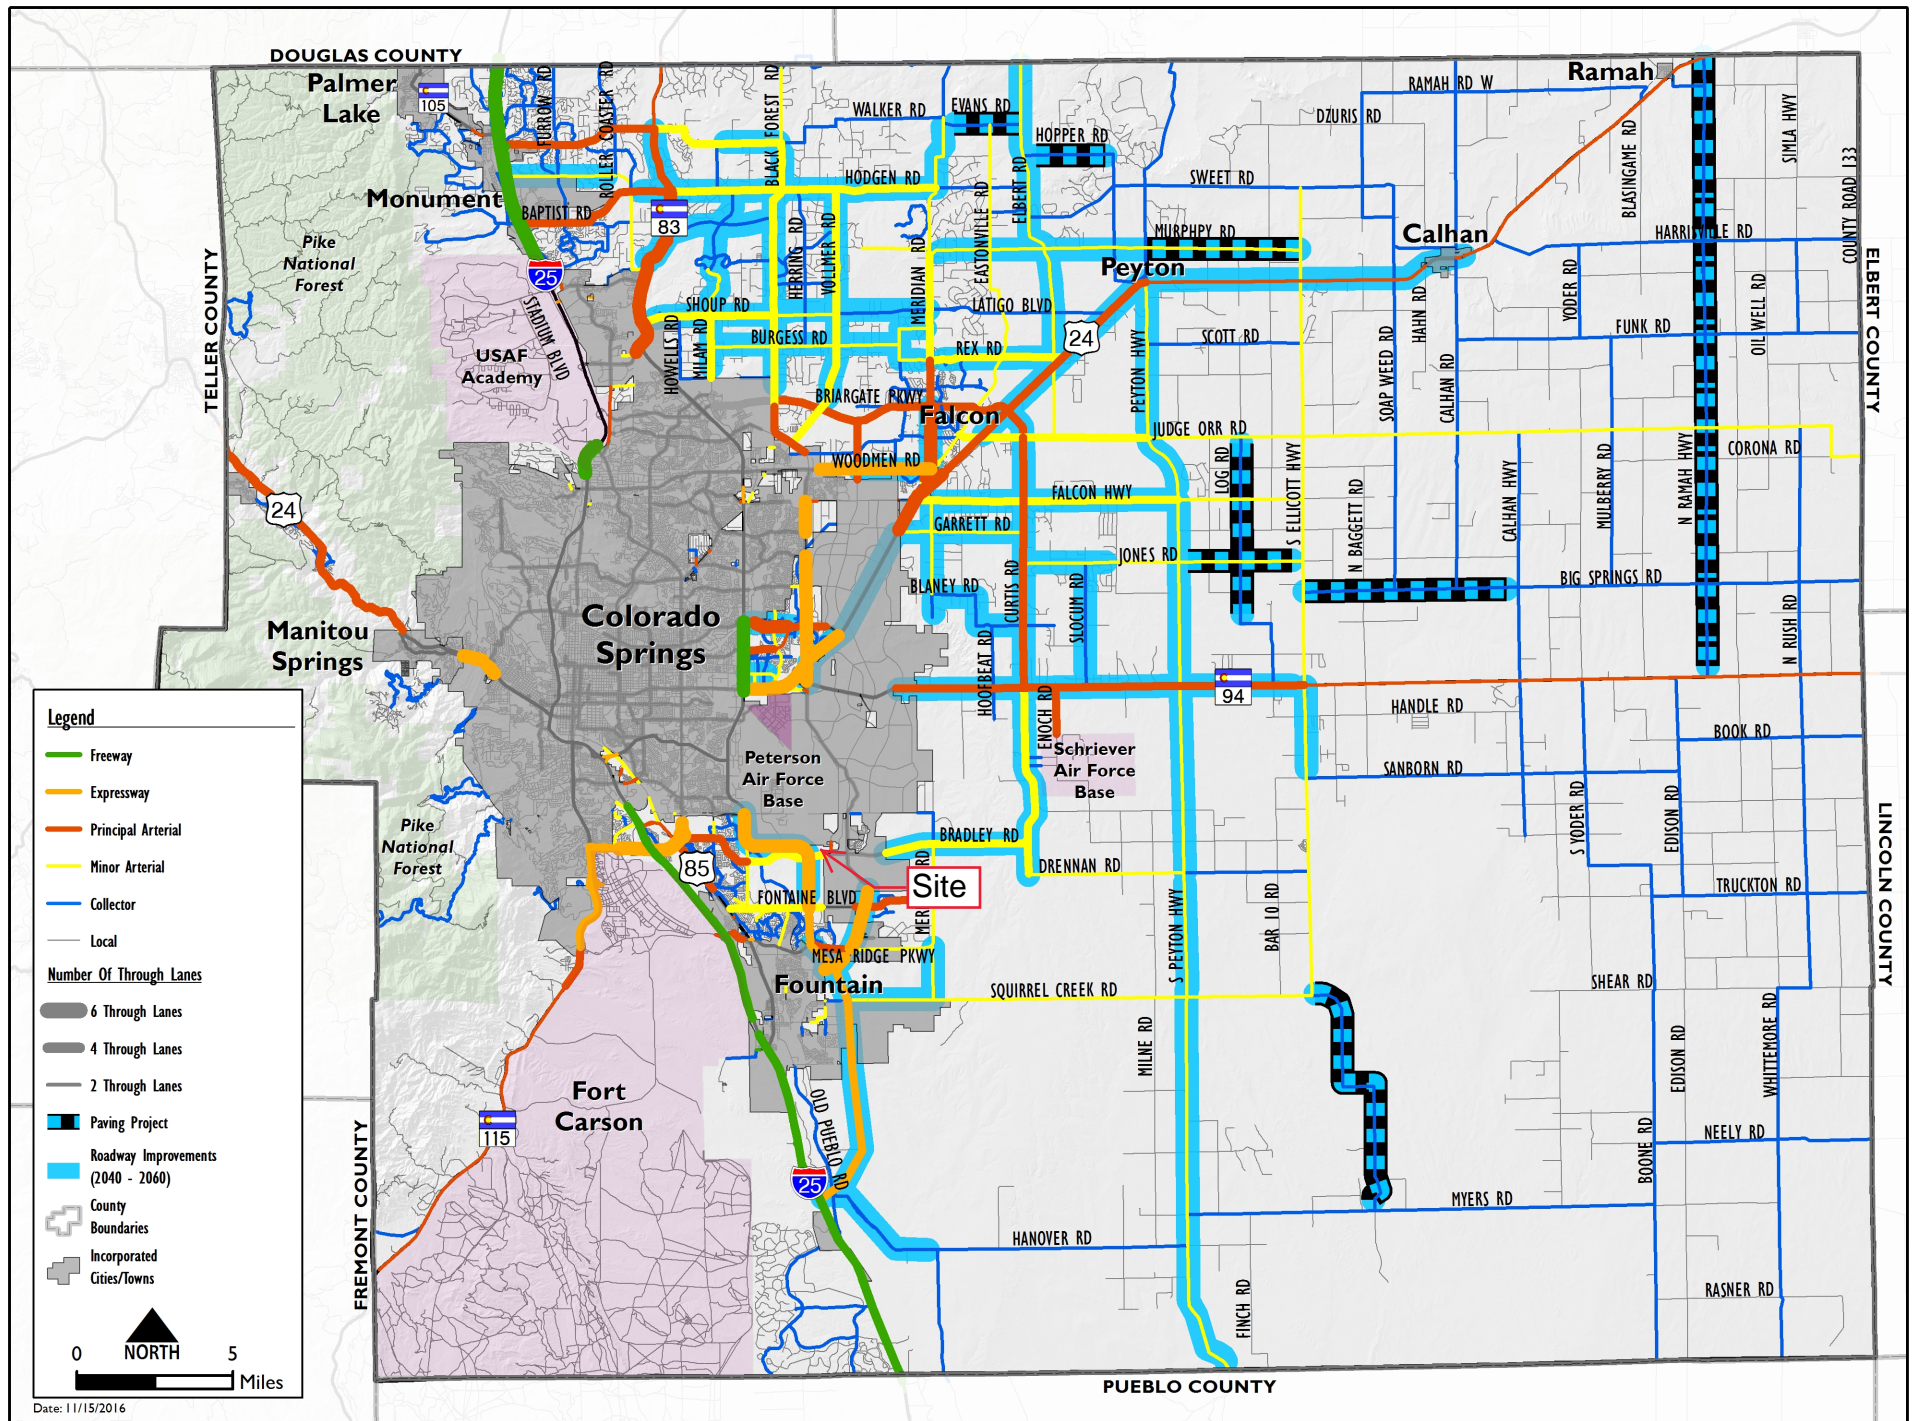 DOUGLAS COUNTY
Palmer
Lake
105
FURROW RD
ROLLER COASTER RD
BLACK FOREST RD
WALKER RD
EVANS RD
HOPPER RD
RAMAH RD W
Ramah
DZURIS RD
BLASINGAME RD
SIMLA HWY
COUNTY ROAD 133
Monument
BAPTIST RD
83
HODGEN RD
SWEET RD
ELBERT RD
EASTONVILLE RD
HERRING RD
VOLLMER RD
MERIDIAN RD
MURPHPY RD
Calhan
HARRISVILLE RD
Pike
National
Forest
25
STADIUM BLVD
Peyton
TELLER COUNTY
ELBERT COUNTY
SHOUP RD
LATIGO BLVD
YODER RD
OIL WELL RD
HAHN RD
FUNK RD
BURGESS RD
REX RD
24
SCOTT RD
HOWELLS RD
MILAM RD
PEYTON HWY
SOAP WEED RD
CALHAN RD
USAF
Academy
BRIARGATE PKWY
Falcon
JUDGE ORR RD
CORONA RD
WOODMEN RD
LOG RD
S ELLICOTT HWY
N BAGGETT RD
CALHAN HWY
MULBERRY RD
N RAMAH HWY
24
FALCON HWY
GARRETT RD
JONES RD
BLANEY RD
CURTIS RD
SLOCUM RD
BIG SPRINGS RD
N RUSH RD
Colorado
Springs
Manitou
Springs
HOOFBEAT RD
ENOCH RD
94
HANDLE RD
BOOK RD
Schriever
Air Force
Base
Peterson
Air Force
Base
SANBORN RD
S YODER RD
EDISON RD
LINCOLN COUNTY
Pike
National
Forest
BRADLEY RD
DRENNAN RD
85
Site
FONTAINE BLVD
MER
RD
TRUCKTON RD
S PEYTON HWY
BAR 10 RD
MESA RIDGE PKWY
Fountain
SQUIRREL CREEK RD
SHEAR RD
MILNE RD
EDISON RD
WHITTEMORE RD
Fort
Carson
115
OLD PUEBLO RD
25
BOONE RD
NEELY RD
MYERS RD
HANOVER RD
FREMONT COUNTY
FINCH RD
RASNER RD
PUEBLO COUNTY
Legend
Freeway
Expressway
Principal Arterial
Minor Arterial
Collector
Local
Number Of Through Lanes
6 Through Lanes
4 Through Lanes
2 Through Lanes
Paving Project
Roadway Improvements
(2040 - 2060)
County
Boundaries
Incorporated
Cities/Towns
NORTH
0 5
Miles
Date: 11/15/2016